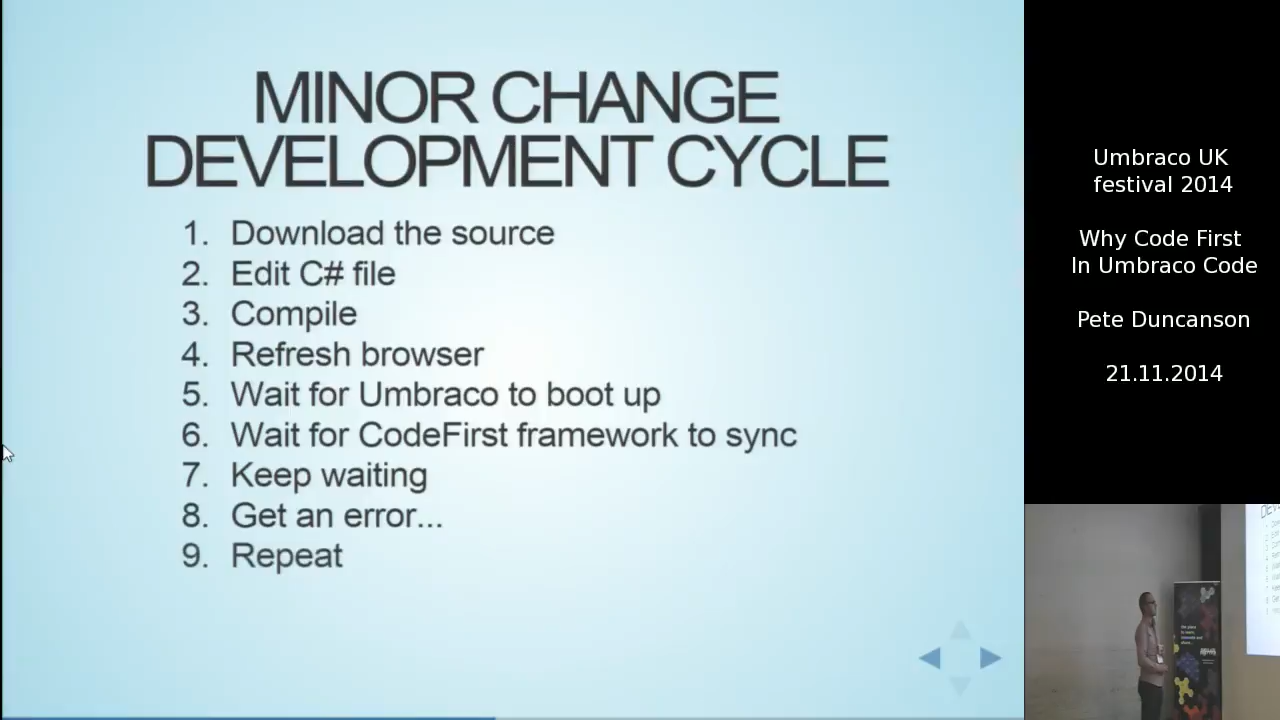 MINOR CHANGE
DEVELOPMENT CYCLE
1. Download the source
2. Edit C# file
3. Compile
4. Refresh browser
5. Wait for Umbraco to boot up
6. Wait for CodeFirst framework to sync
7. Keep waiting
8. Get an error...
9. Repeat
Umbraco UK
festival 2014
Why Code First
In Umbraco Code
Pete Duncanson
21.11.2014